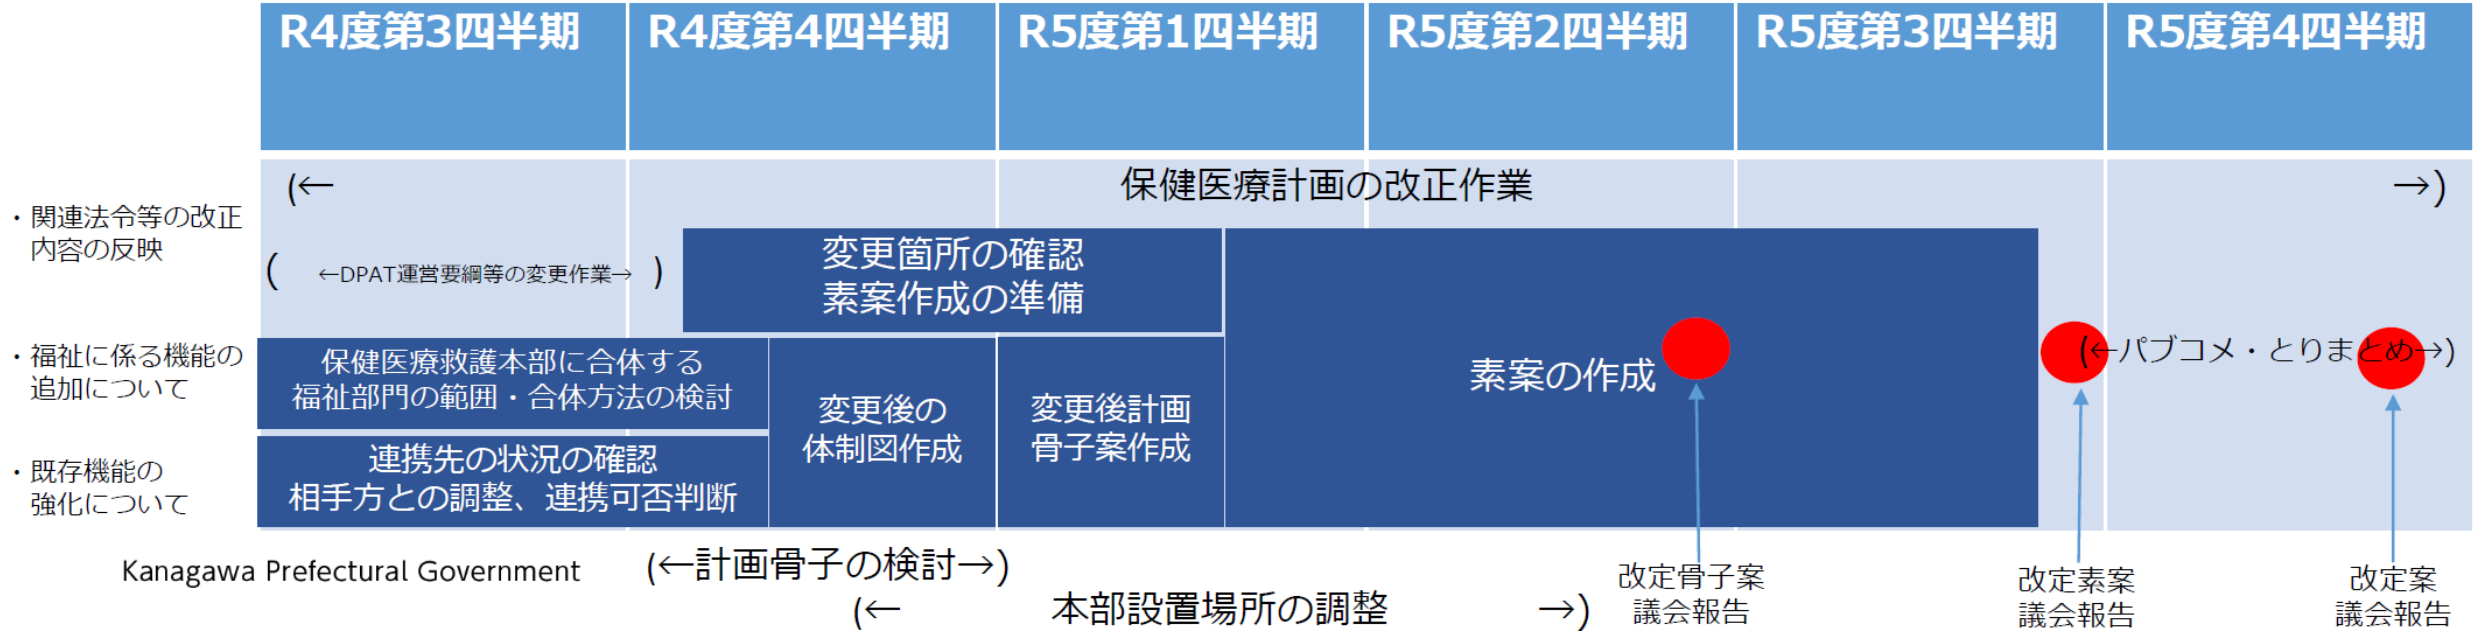 R4度第3四半期
R4度第4四半期
R5度第1四半期
R5度第2四半期
R5度第3四半期
R5度第4四半期
(← 保健医療計画の改正作業 →)
・関連法令等の改正
内容の反映
( ←DPAT運営要綱等の変更作業→ )
変更箇所の確認
素案作成の準備
・福祉に係る機能の
追加について
保健医療救護本部に合体する
福祉部門の範囲・合体方法の検討
変更後の
体制図作成
変更後計画
骨子案作成
素案の作成
(←パブコメ・とりまとめ→)
・既存機能の
強化について
連携先の状況の確認
相手方との調整、連携可否判断
Kanagawa Prefectural Government
(←計画骨子の検討→)
(← 本部設置場所の調整 →)
改定骨子案
議会報告
改定素案
議会報告
改定案
議会報告